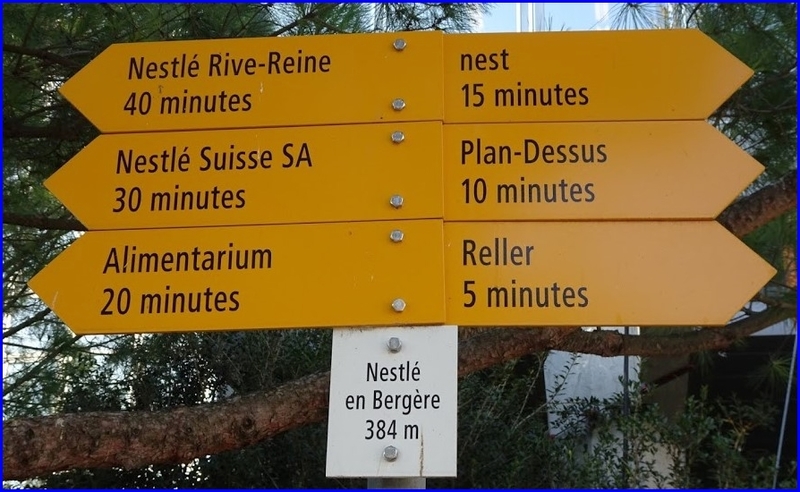 Nestlé Rive-Reine
40 minutes
nest
15 minutes
Nestlé Suisse SA
30 minutes
Plan-Dessus
10 minutes
Alimentarium
20 minutes
Reller
5 minutes
Nestlé
en Bergère
384 m